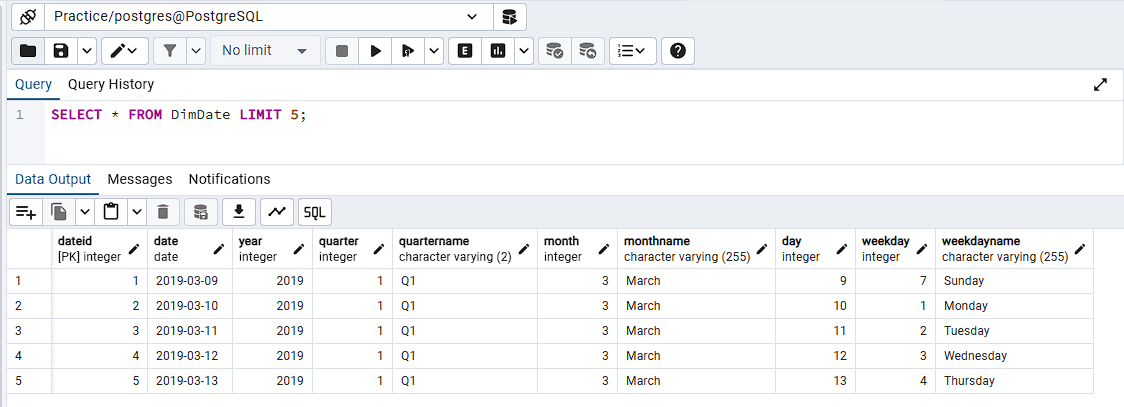 Practice/postgres@PostgreSQL
No limit
E
Query Query History
1 SELECT * FROM DimDate LIMIT 5;
Data Output Messages Notifications
SQL
dateid date year quarter quartername month monthname day weekday weekdayname
[PK] integer date integer integer character varying (2) integer character varying (255) integer integer character varying (255)
1 1 2019-03-09 2019 1 Q1 3 March 9 7 Sunday
2 2 2019-03-10 2019 1 Q1 3 March 10 1 Monday
3 3 2019-03-11 2019 1 Q1 3 March 11 2 Tuesday
4 4 2019-03-12 2019 1 Q1 3 March 12 3 Wednesday
5 5 2019-03-13 2019 1 Q1 3 March 13 4 Thursday